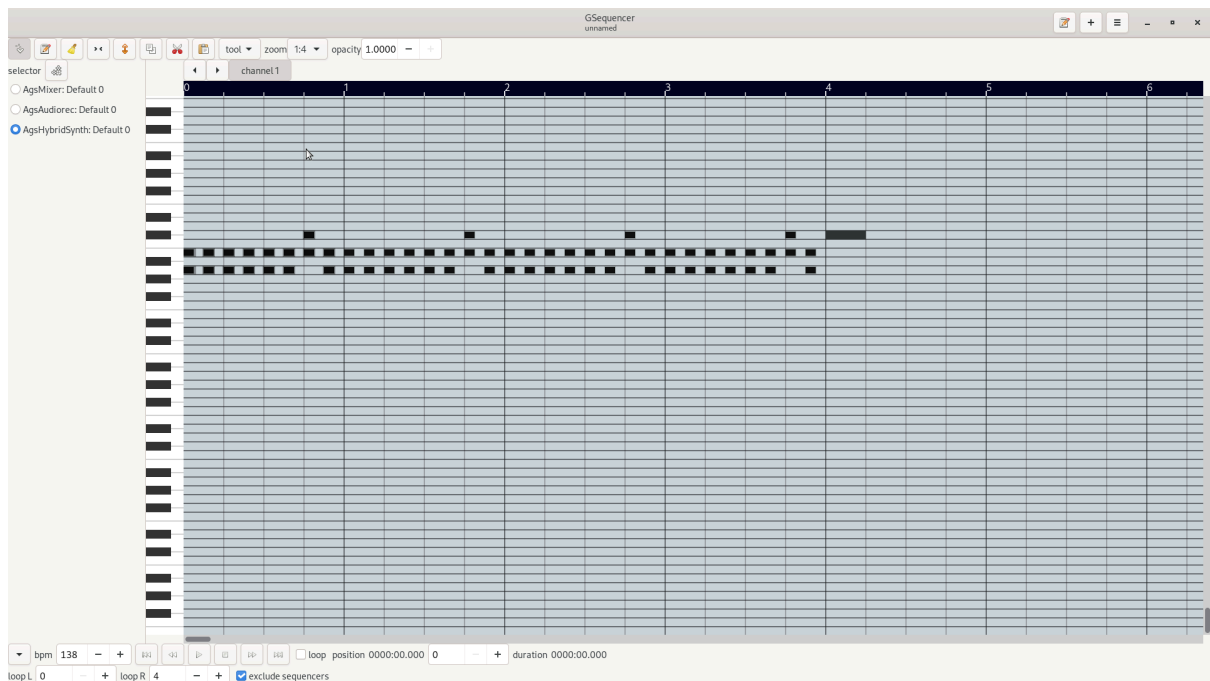 GSequencer
unnamed
tool zoom 1:4 opacity 1.0000
selector channel 1
AgsMixer: Default 0
AgsAudiorec: Default 0
AgsHybridSynth: Default 0
0 1 2 3 4 5 6
bpm 138 loop position 0000:00.000 0 duration 0000:00.000
loop L 0 loop R 4 exclude sequencers